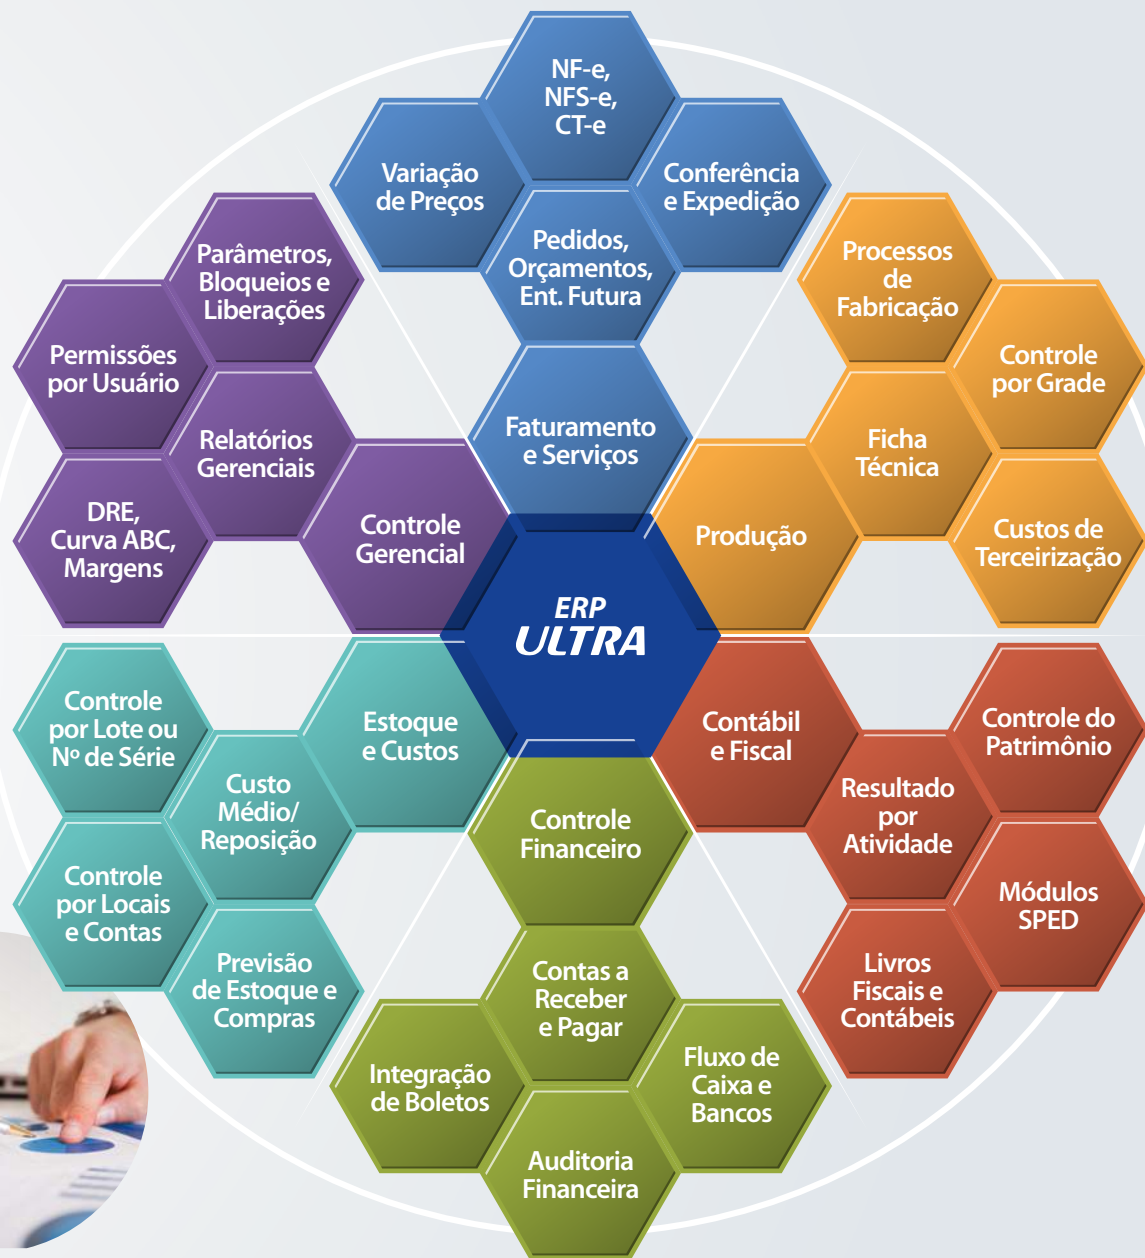 NF-e,
NFS-e,
CT-e
Variação
de Preços
Conferência
e Expedição
Pedidos,
Orçamentos,
Ent. Futura
Faturamento
e Serviços
Parâmetros,
Bloqueios e
Liberações
Permissões
por Usuário
Relatórios
Gerenciais
DRE,
Curva ABC,
Margens
Controle
Gerencial
Processos
de
Fabricação
Controle
por Grade
Ficha
Técnica
Custos de
Terceirização
Produção
ERP
ULTRA
Estoque
e Custos
Controle
por Lote ou
Nº de Série
Custo
Médio/
Reposição
Controle
por Locais
e Contas
Previsão
de Estoque e
Compras
Contábil
e Fiscal
Controle do
Patrimônio
Resultado
por
Atividade
Módulos
SPED
Livros
Fiscais e
Contábeis
Controle
Financeiro
Contas a
Receber
e Pagar
Integração
de Boletos
Fluxo de
Caixa e
Bancos
Auditoria
Financeira